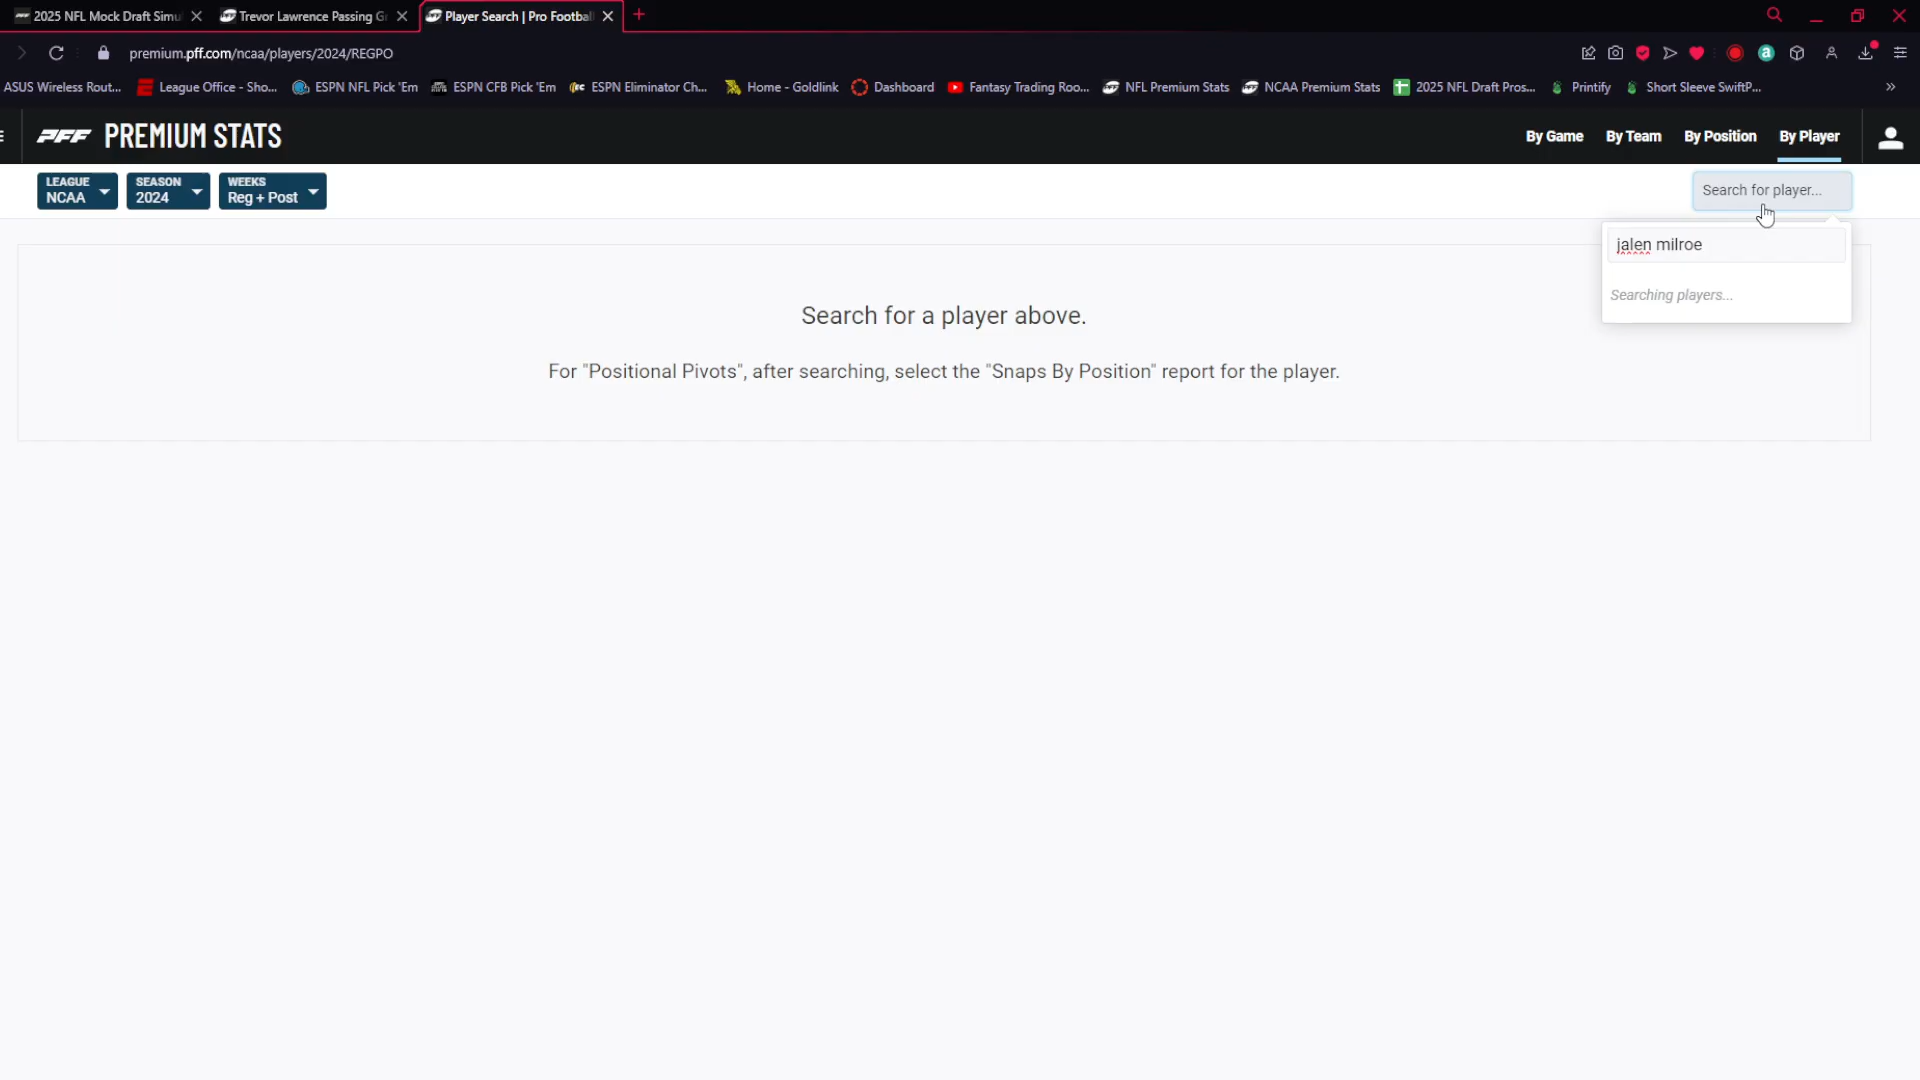 2025 NFL Mock Draft Simu
Trevor Lawrence Passing G
Player Search | Pro Footbal
premium.pff.com/ncaa/players/2024/REGPO
ASUS Wireless Rout...
League Office - Sho...
ESPN NFL Pick 'Em
ESPN CFB Pick 'Em
ESPN Eliminator Ch...
Home - Goldlink
Dashboard
Fantasy Trading Roo...
NFL Premium Stats
NCAA Premium Stats
2025 NFL Draft Pros...
Printify
Short Sleeve SwiftP...
PFF PREMIUM STATS
By Game
By Team
By Position
By Player
LEAGUE
NCAA
SEASON
2024
WEEKS
Reg + Post
Search for player...
jalen milroe
Searching players...
Search for a player above.
For "Positional Pivots", after searching, select the "Snaps By Position" report for the player.